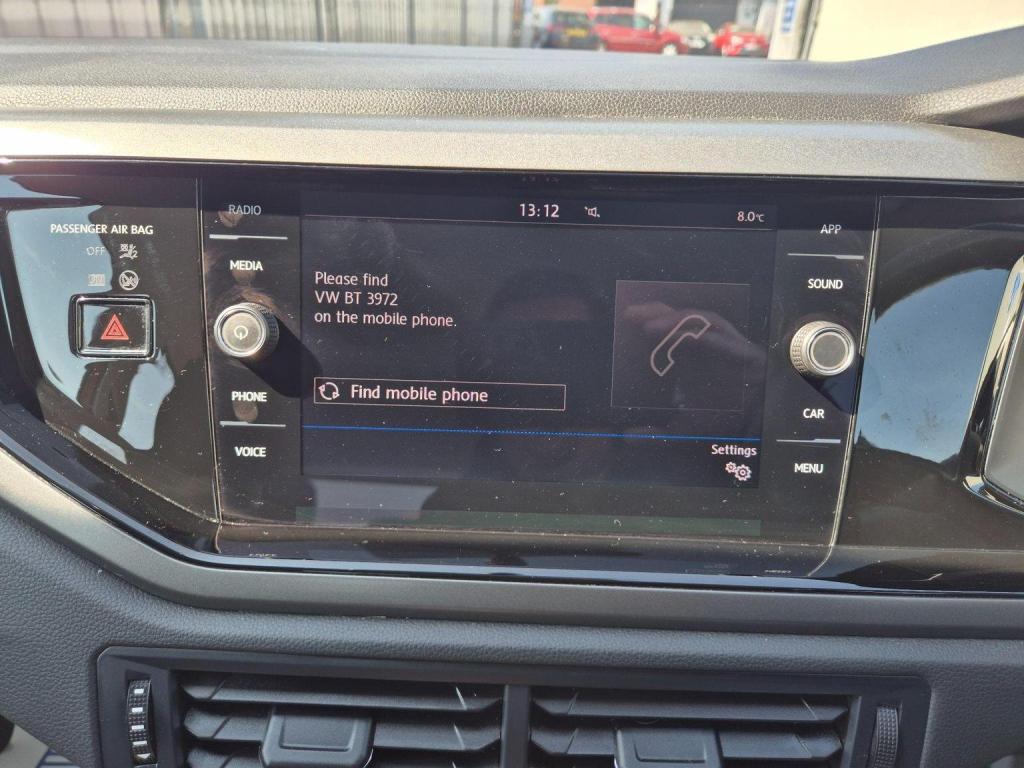 13:12
8.0°C
RADIO
MEDIA
PHONE
VOICE
PASSENGER AIR BAG
OFF
Please find
VW BT 3972
on the mobile phone.
Find mobile phone
Settings
APP
SOUND
CAR
MENU